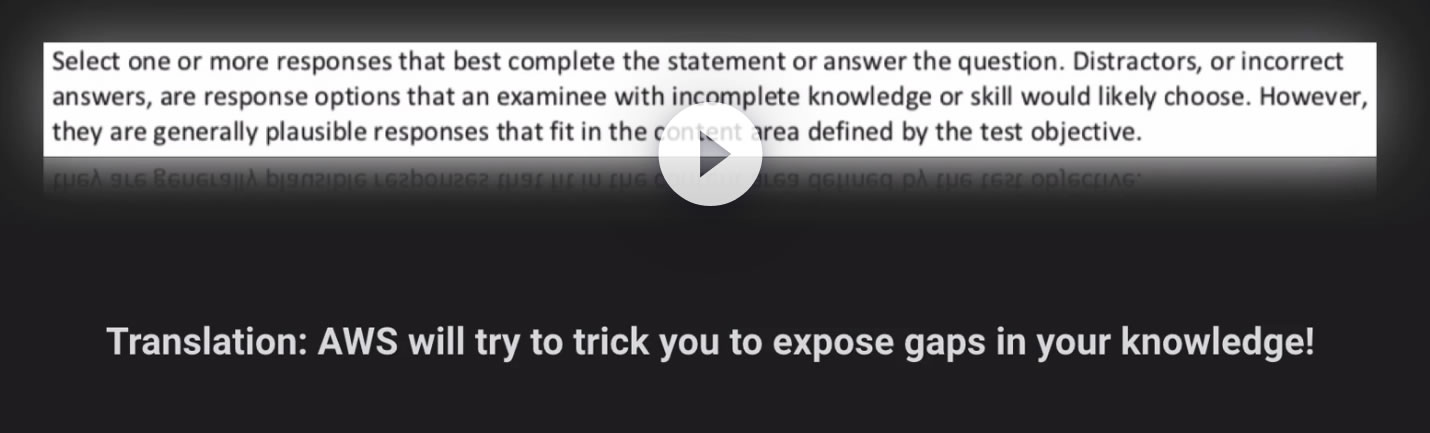 Select one or more responses that best complete the statement or answer the question. Distractors, or incorrect
answers, are response options that an examinee with incomplete knowledge or skill would likely choose. However,
they are generally plausible responses that fit in the content area defined by the test objective.
Translation: AWS will try to trick you to expose gaps in your knowledge!